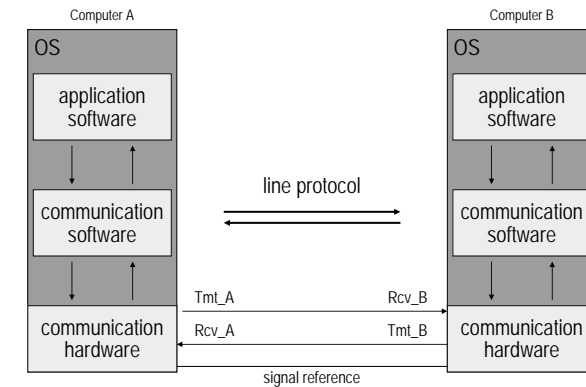 Computer A
Computer B
OS
OS
application
software
application
software
line protocol
communication
software
communication
software
Tmt_A
Rcv_B
communication
hardware
Rcv_A
Tmt_B
communication
hardware
signal reference